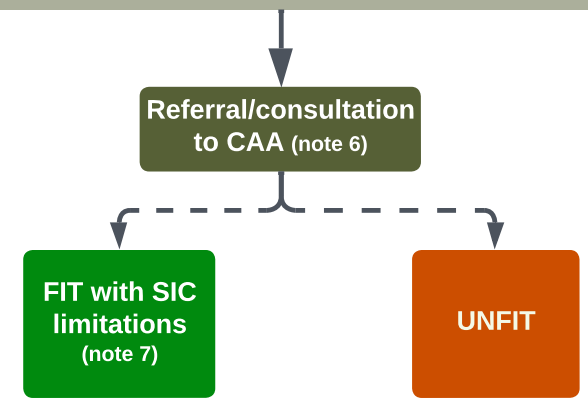 Referral/consultation
to CAA (note 6)
FIT with SIC
limitations
(note 7)
UNFIT